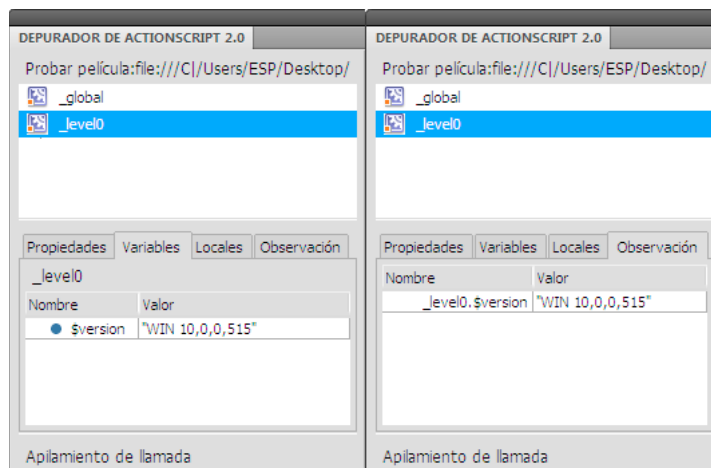 DEPURADOR DE ACTIONSCRIPT 2.0
Probar película:file:///C|/Users/ESP/Desktop/
_global
_level0
Propiedades Variables Locales Observación
_level0
Nombre Valor
$version "WIN 10,0,0,515"
Apilamiento de llamada
DEPURADOR DE ACTIONSCRIPT 2.0
Probar película:file:///C|/Users/ESP/Desktop/
_global
_level0
Propiedades Variables Locales Observación
Nombre Valor
_level0.$version "WIN 10,0,0,515"
Apilamiento de llamada